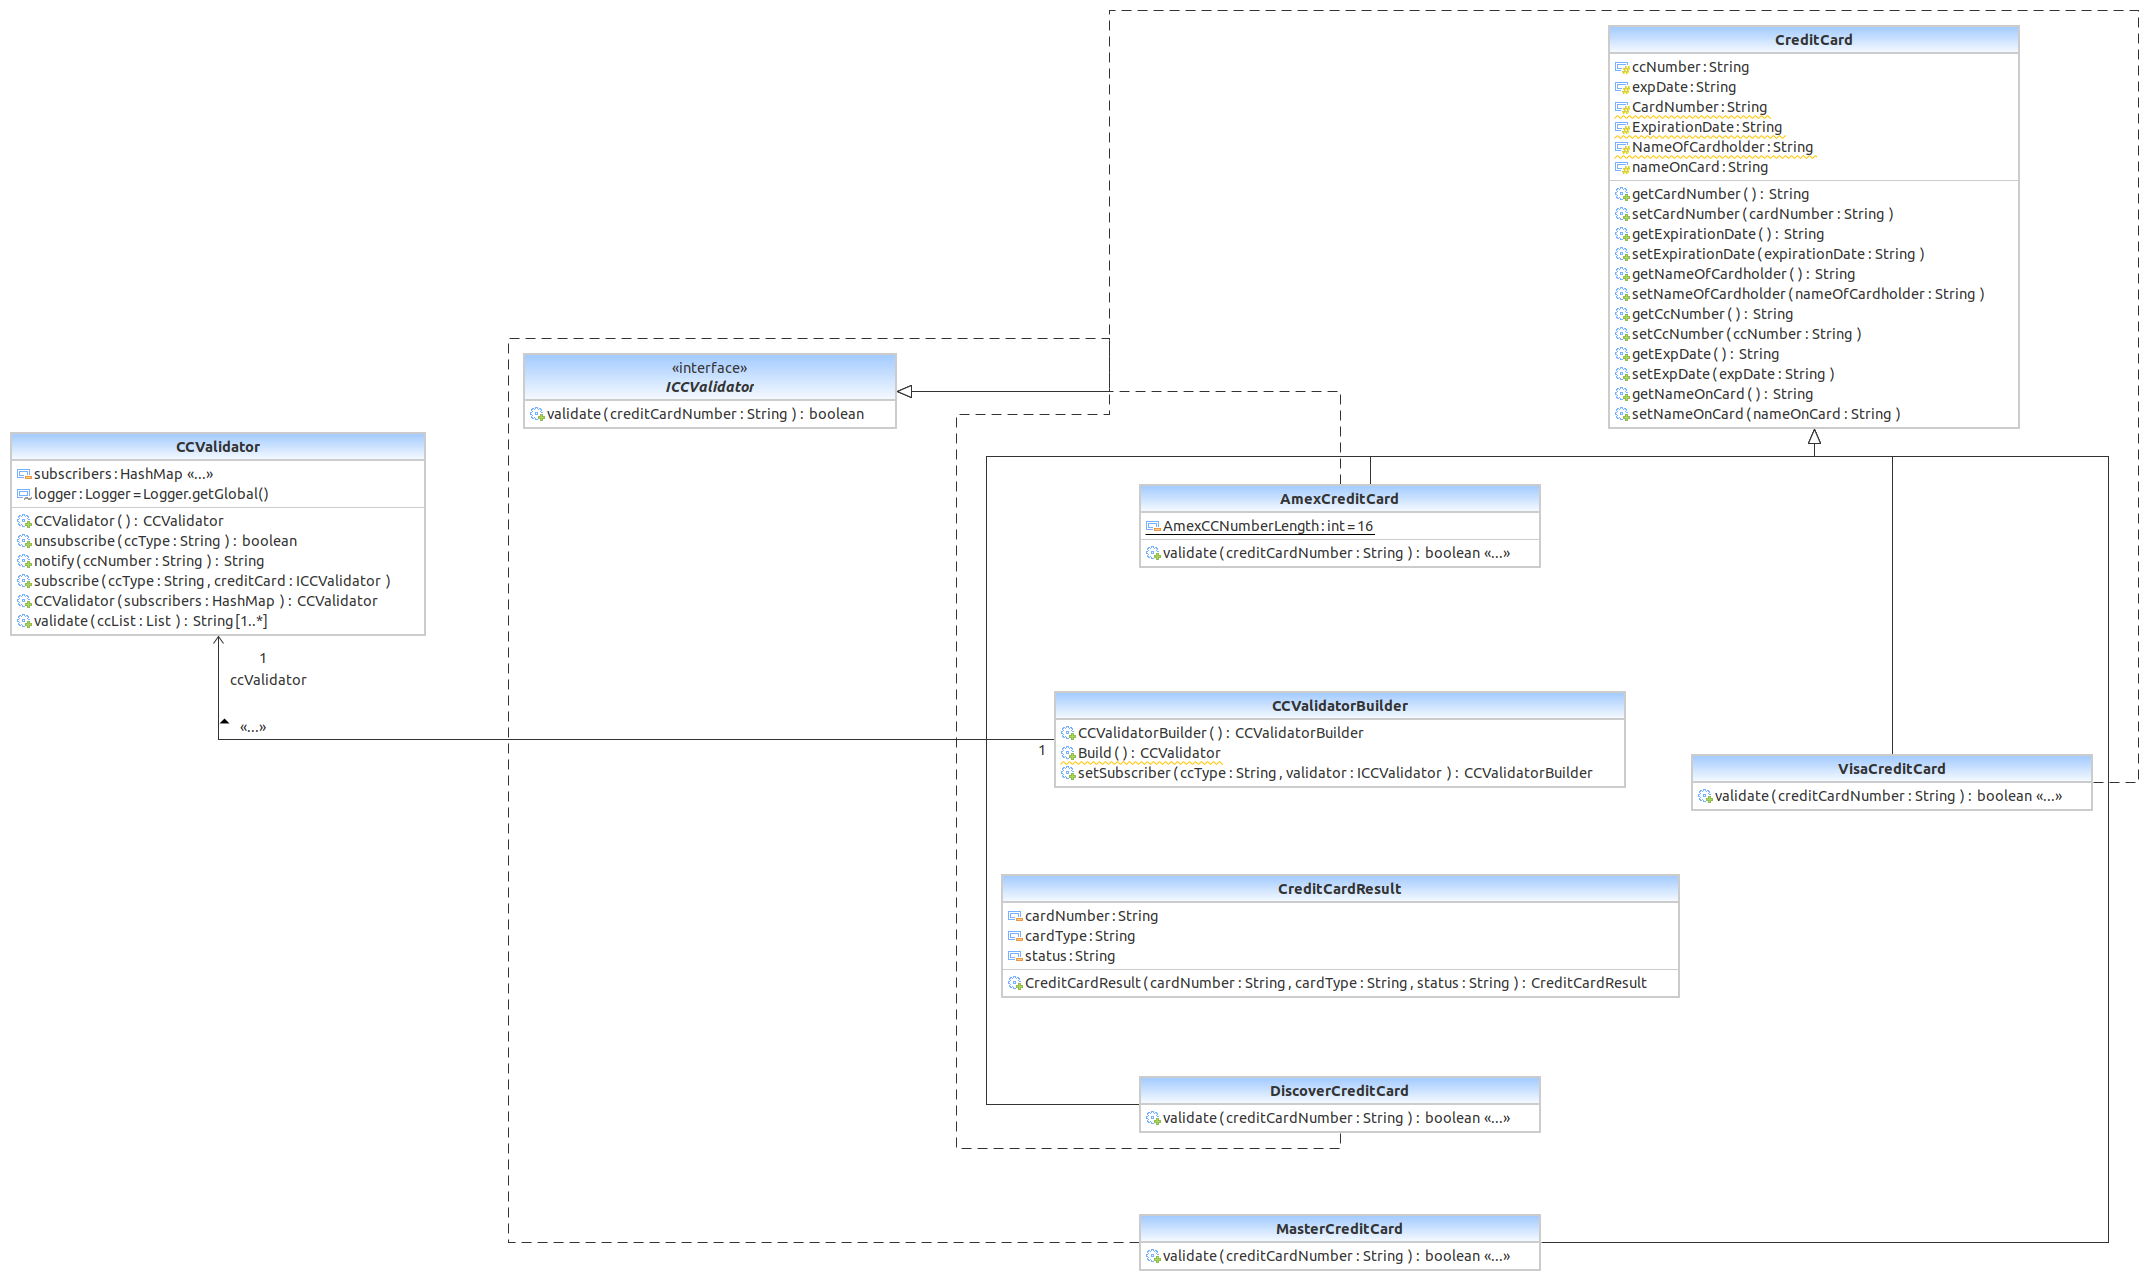 CreditCard
ccNumber:String
expDate:String
CardNumber:String
ExpirationDate:String
NameOfCardholder:String
nameOnCard:String
getCardNumber(): String
setCardNumber(cardNumber:String)
getExpirationDate(): String
setExpirationDate(expirationDate:String)
getNameOfCardholder(): String
setNameOfCardholder(nameOfCardholder:String)
getCcNumber(): String
setCcNumber(ccNumber:String)
getExpDate(): String
setExpDate(expDate:String)
getNameOnCard(): String
setNameOnCard(nameOnCard:String)
«interface»
ICCValidator
validate(creditCardNumber:String): boolean
CCValidator
subscribers:HashMap «...»
logger:Logger=Logger.getGlobal()
CCValidator(): CCValidator
unsubscribe(ccType:String): boolean
notify(ccNumber:String): String
subscribe(ccType:String,creditCard:ICCValidator)
CCValidator(subscribers:HashMap): CCValidator
validate(ccList:List): String[1..*]
1
ccValidator
«...»
1
AmexCreditCard
AmexCCNumberLength:int=16
validate(creditCardNumber:String): boolean «...»
CCValidatorBuilder
CCValidatorBuilder(): CCValidatorBuilder
Build(): CCValidator
setSubscriber(ccType:String,validator:ICCValidator): CCValidatorBuilder
VisaCreditCard
validate(creditCardNumber:String): boolean «...»
CreditCardResult
cardNumber:String
cardType:String
status:String
CreditCardResult(cardNumber:String,cardType:String,status:String): CreditCardResult
DiscoverCreditCard
validate(creditCardNumber:String): boolean «...»
MasterCreditCard
validate(creditCardNumber:String): boolean «...»